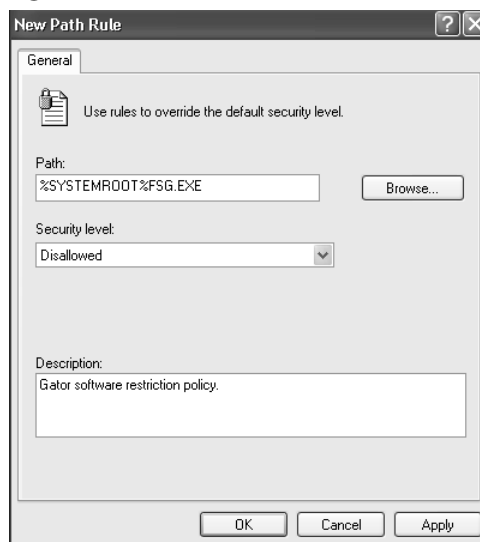 New Path Rule
?
X
General
Use rules to override the default security level.
Path:
%SYSTEMROOT%FSG.EXE
Browse...
Security level:
Disallowed
Description:
Gator software restriction policy.
OK
Cancel
Apply